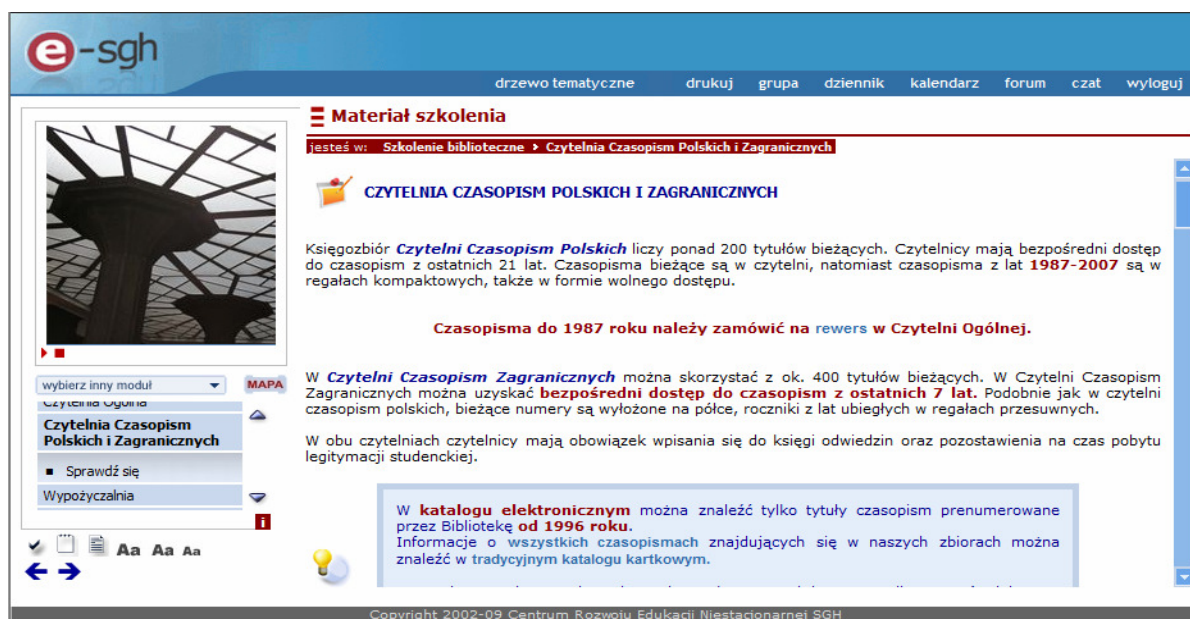 e-sgh
drzewo tematyczne drukuj grupa dziennik kalendarz forum czat wyloguj
Materiał szkolenia
jesteś w: Szkolenie biblioteczne Czytelnia Czasopism Polskich i Zagranicznych
CZYTELNIA CZASOPISM POLSKICH I ZAGRANICZNYCH
Księgozbiór Czytelni Czasopism Polskich liczy ponad 200 tytułów bieżących. Czytelnicy mają bezpośredni dostęp
do czasopism z ostatnich 21 lat. Czasopisma bieżące są w czytelni, natomiast czasopisma z lat 1987-2007 są w
regałach kompaktowych, także w formie wolnego dostępu.
Czasopisma do 1987 roku należy zamówić na rewers w Czytelni Ogólnej.
W Czytelni Czasopism Zagranicznych można skorzystać z ok. 400 tytułów bieżących. W Czytelni Czasopism
Zagranicznych można uzyskać bezpośredni dostęp do czasopism z ostatnich 7 lat. Podobnie jak w czytelni
czasopism polskich, bieżące numery są wyłożone na półce, roczniki z lat ubiegłych w regałach przesuwnych.
W obu czytelniach czytelnicy mają obowiązek wpisania się do księgi odwiedzin oraz pozostawienia na czas pobytu
legitymacji studenckiej.
W katalogu elektronicznym można znaleźć tylko tytuły czasopism prenumerowane
przez Bibliotekę od 1996 roku.
Informacje o wszystkich czasopismach znajdujących się w naszych zbiorach można
znaleźć w tradycyjnym katalogu kartkowym.
wybierz inny moduł MAPA
Czytelnia Ogólna
Czytelnia Czasopism
Polskich i Zagranicznych
Sprawdź się
Wypożyczalnia
i
Aa Aa Aa
Copyright 2002-09 Centrum Rozwoju Edukacji Niestacjonarnej SGH